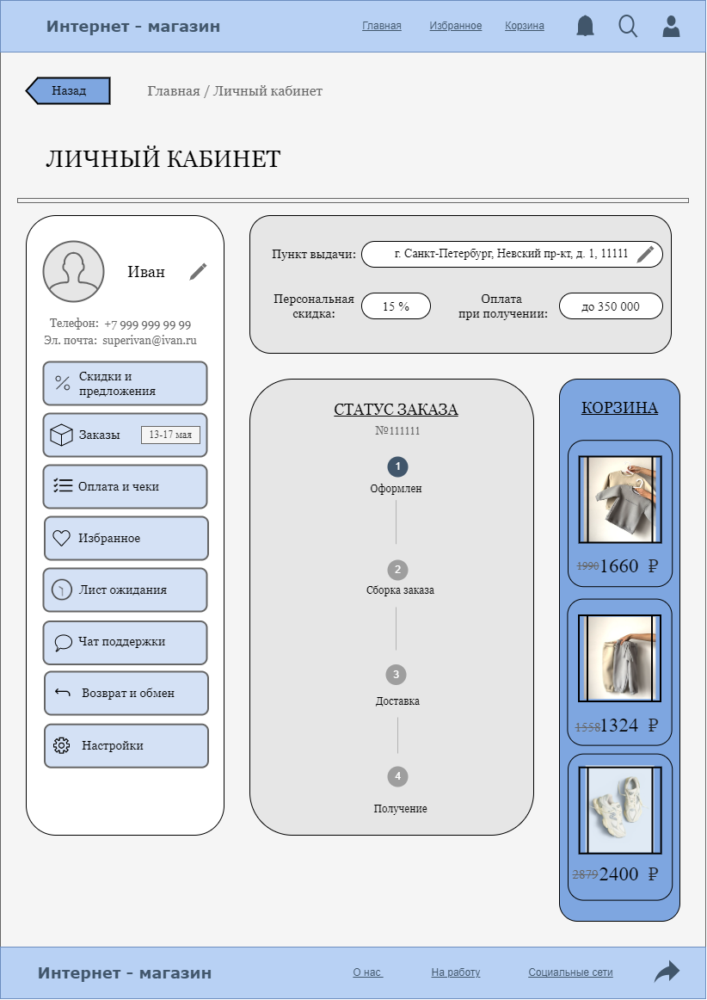 Интернет - магазин
Главная
Избранное
Корзина
Назад
Главная / Личный кабинет
ЛИЧНЫЙ КАБИНЕТ
Иван
Телефон: +7 999 999 99 99
Эл. почта: superivan@ivan.ru
Скидки и
предложения
Заказы
13-17 мая
Оплата и чеки
Избранное
Лист ожидания
Чат поддержки
Возврат и обмен
Настройки
Пункт выдачи:
г. Санкт-Петербург, Невский пр-кт, д. 1, 11111
Персональная
скидка:
15 %
Оплата
при получении:
до 350 000
СТАТУС ЗАКАЗА
№111111
1
Оформлен
2
Сборка заказа
3
Доставка
4
Получение
КОРЗИНА
1990 1660 ₽
1558 1324 ₽
2879 2400 ₽
Интернет - магазин
О нас
На работу
Социальные сети